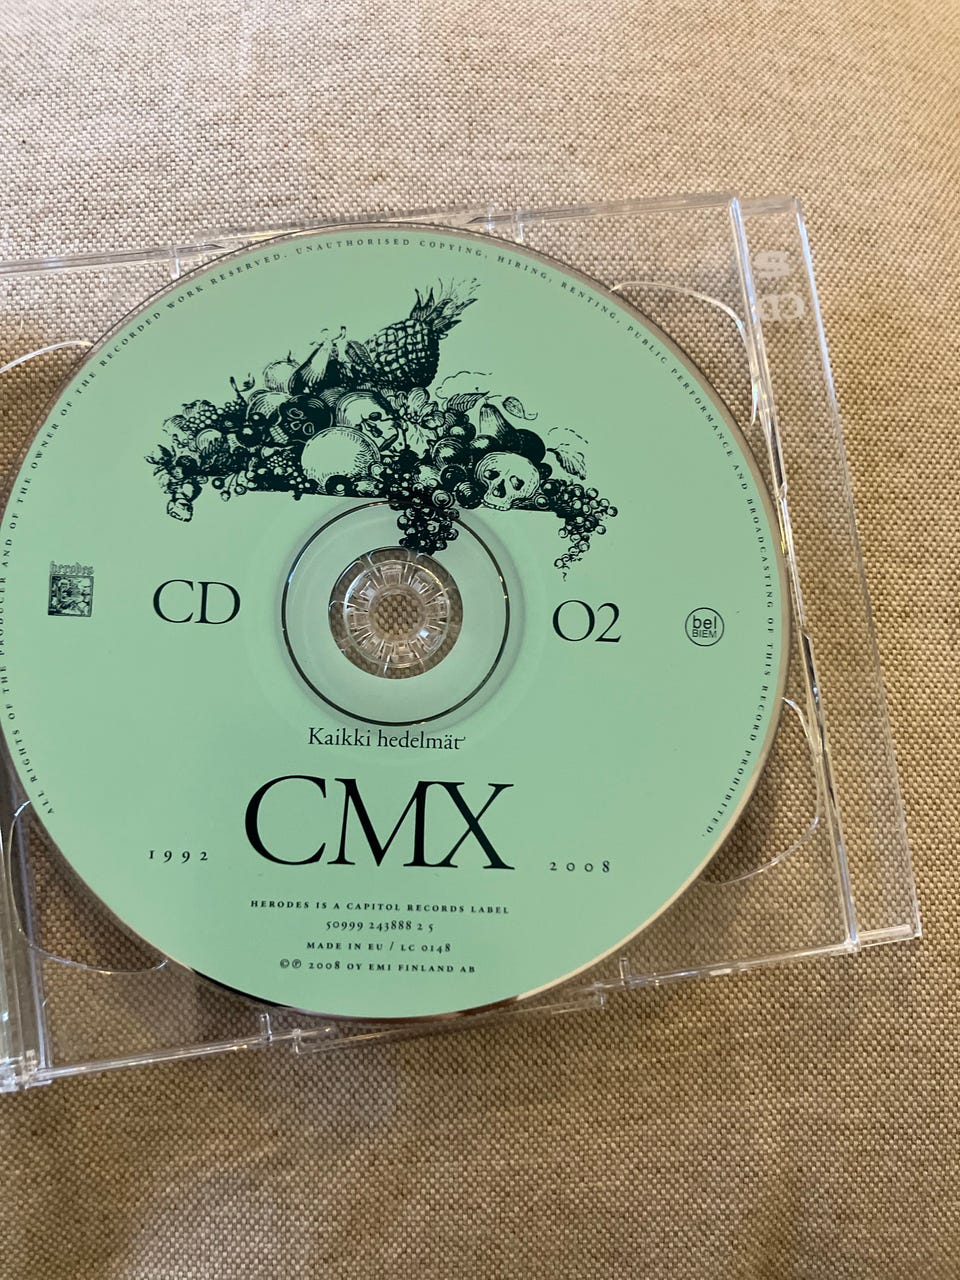 ALL RIGHTS OF THE PRODUCER AND OF THE OWNER OF THE RECORDED WORK RESERVED. UNAUTHORISED COPYING, HIRING, RENTING, PUBLIC PERFORMANCE AND BROADCASTING OF THIS RECORD PROHIBITED.
herodes
CD 02
bel
BIEM
Kaikki hedelmät
CMX
1992 2008
HERODES IS A CAPITOL RECORDS LABEL
50999 243888 2 5
MADE IN EU / LC 0148
©℗ 2008 OY EMI FINLAND AB